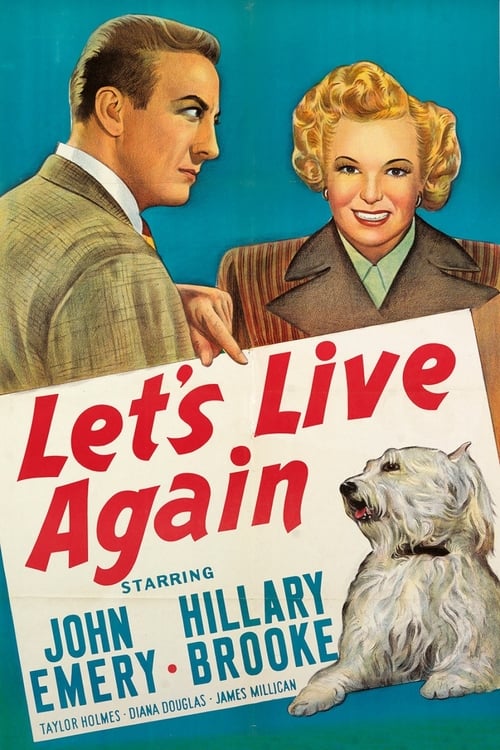 Let's Live
Again
STARRING
JOHN HILLARY
EMERY • BROOKE
TAYLOR HOLMES • DIANA DOUGLAS • JAMES MILLICAN